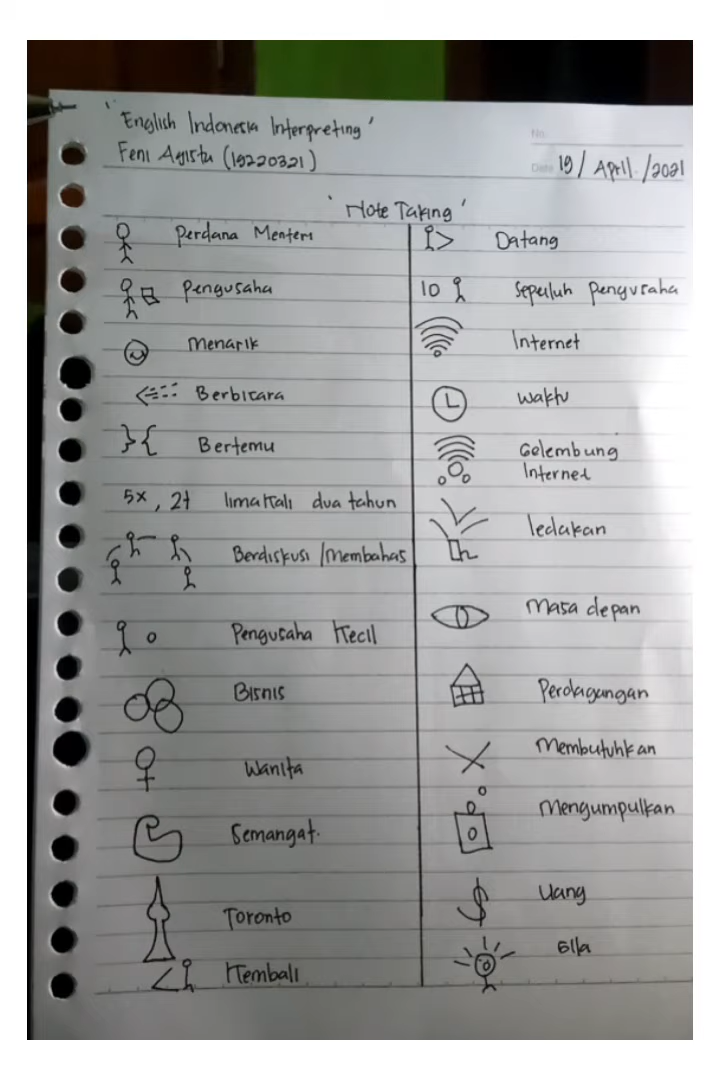 "English Indonesia Interpreting"
Feni Agista (19220321)
No.
Date 19 / April / 2021
"Note Taking"
Perdana Menteri
Pengusaha
Menarik
Berbicara
Bertemu
5x, 2t lima kali dua tahun
Berdiskusi / Membahas
Pengusaha Kecil
Bisnis
Wanita
Semangat.
Toronto
Kembali
Datang
10 Sepuluh pengusaha
Internet
Waktu
Gelembung
Internet
ledakan
Masa depan
Perdagangan
Membutuhkan
Mengumpulkan
$ Uang
Ella